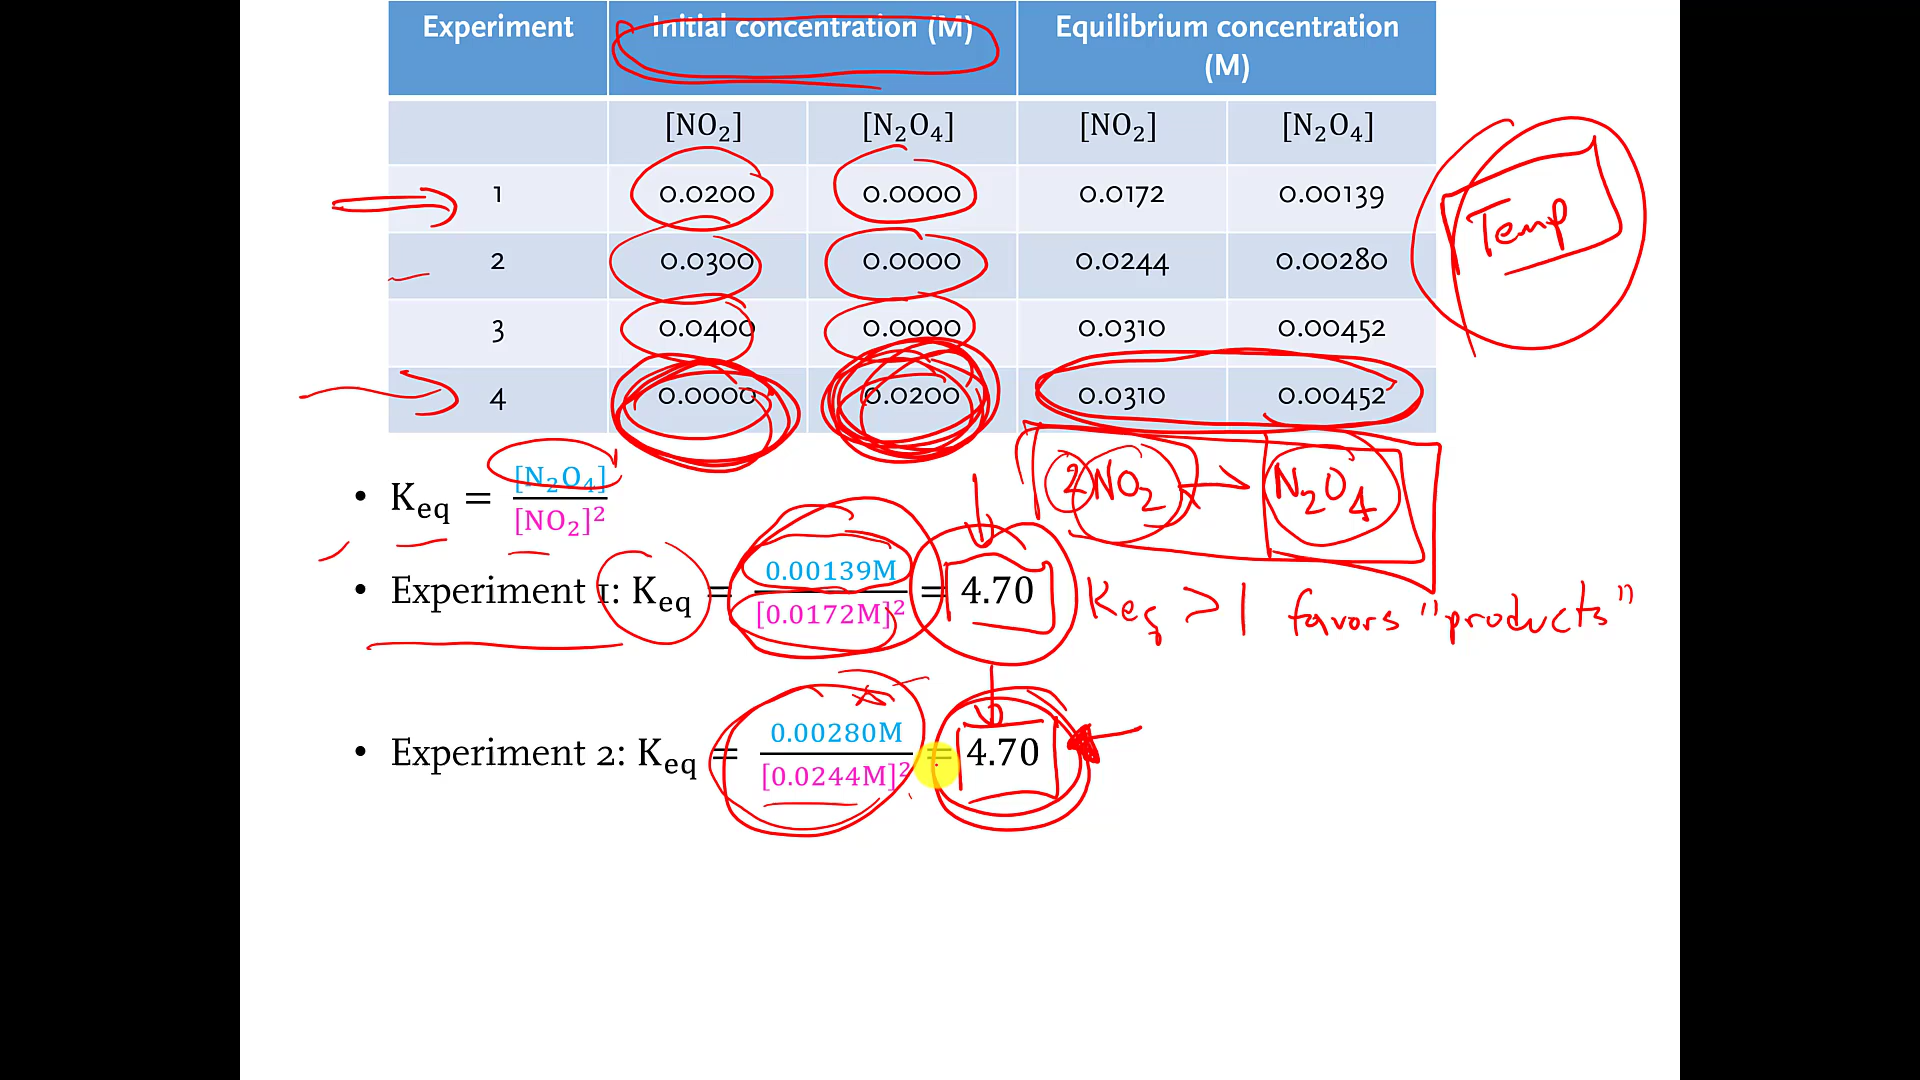 Experiment Initial concentration (M) Equilibrium concentration (M)
[NO₂] [N₂O₄] [NO₂] [N₂O₄]
1 0.0200 0.0000 0.0172 0.00139
2 0.0300 0.0000 0.0244 0.00280
3 0.0400 0.0000 0.0310 0.00452
4 0.0000 0.0200 0.0310 0.00452
Temp
• K_eq = [N₂O₄] / [NO₂]²
2NO₂ → N₂O₄
• Experiment 1: K_eq = 0.00139M / [0.0172M]² = 4.70
Keq > 1 favors "products"
• Experiment 2: K_eq = 0.00280M / [0.0244M]² = 4.70